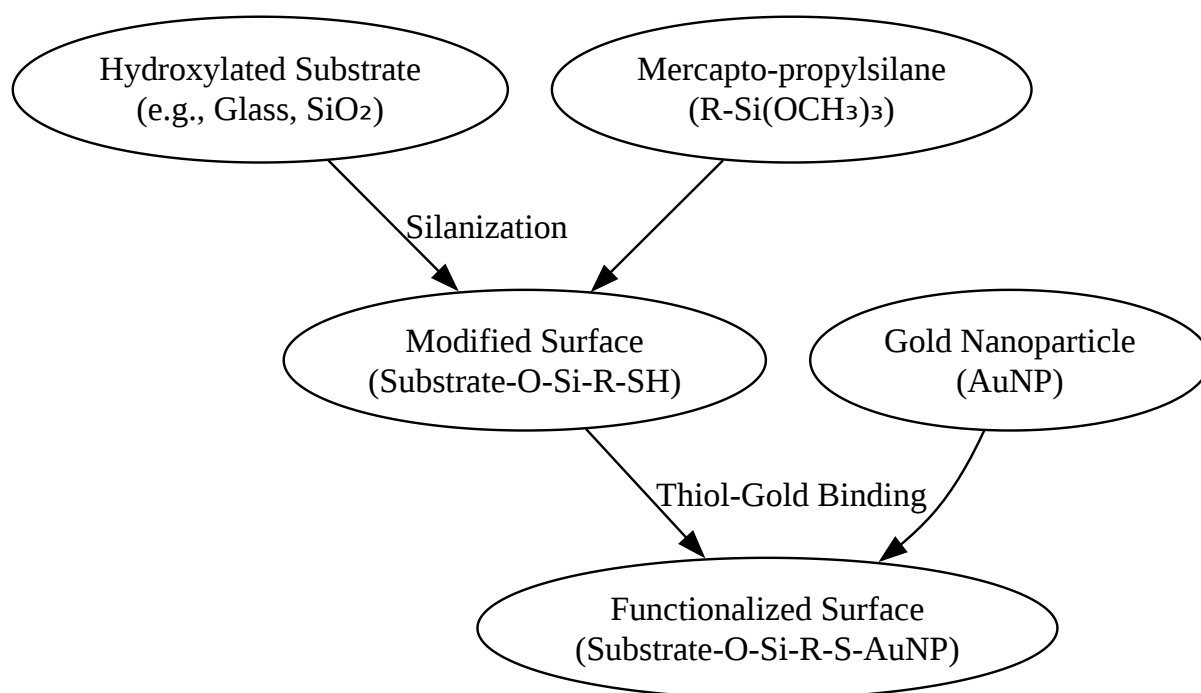 Hydroxylated Substrate
(e.g., Glass, SiO₂)
Mercapto-propylsilane
(R-Si(OCH₃)₃)
Silanization
Modified Surface
(Substrate-O-Si-R-SH)
Gold Nanoparticle
(AuNP)
Thiol-Gold Binding
Functionalized Surface
(Substrate-O-Si-R-S-AuNP)